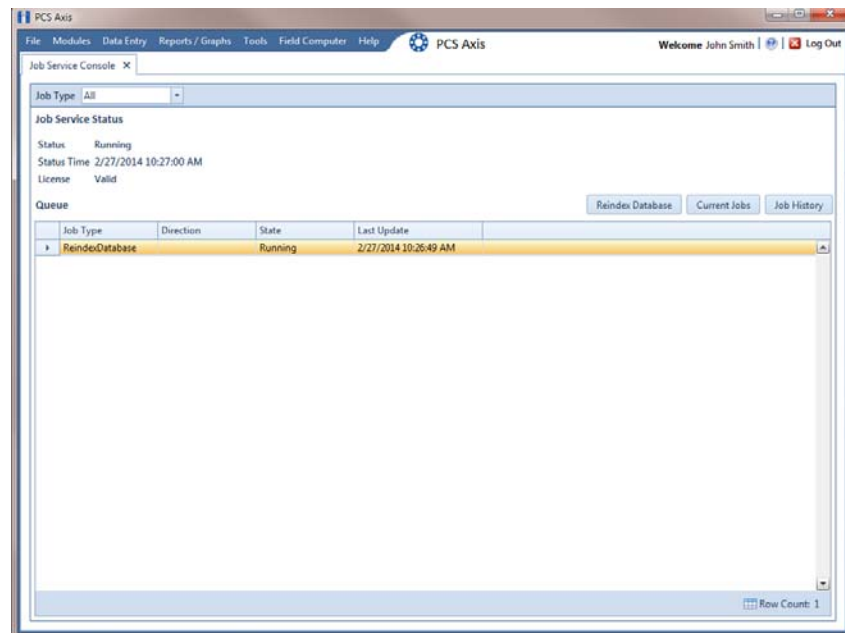 PCS Axis
File Modules Data Entry Reports / Graphs Tools Field Computer Help PCS Axis Welcome John Smith Log Out
Job Service Console X
Job Type All
Job Service Status
Status Running
Status Time 2/27/2014 10:27:00 AM
License Valid
Queue Reindex Database Current Jobs Job History
Job Type Direction State Last Update
ReindexDatabase Running 2/27/2014 10:26:49 AM
Row Count: 1